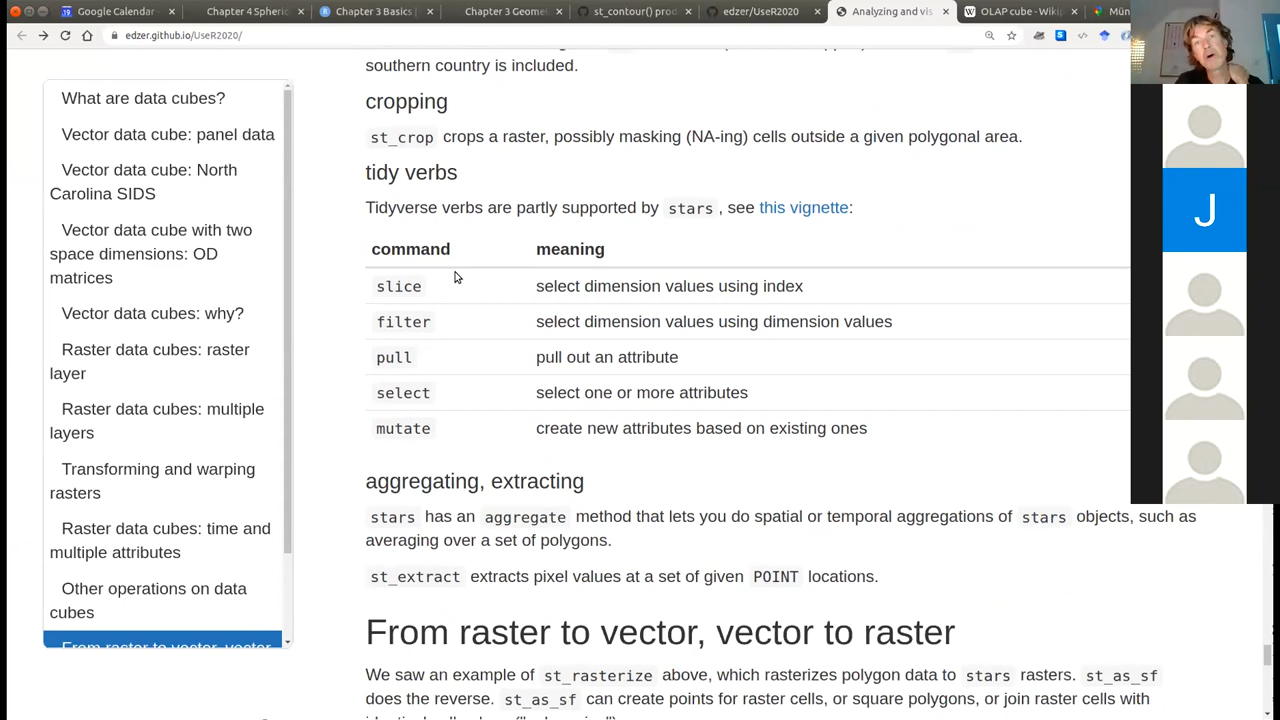 Google Calendar
Chapter 4 Spheric
Chapter 3 Basics |
Chapter 3 Geomet
st_contour() prod
edzer/UseR2020
Analyzing and vis
OLAP cube - Wikip
Mün
edzer.github.io/UseR2020/
What are data cubes?
Vector data cube: panel data
Vector data cube: North
Carolina SIDS
Vector data cube with two
space dimensions: OD
matrices
Vector data cubes: why?
Raster data cubes: raster
layer
Raster data cubes: multiple
layers
Transforming and warping
rasters
Raster data cubes: time and
multiple attributes
Other operations on data
cubes
From raster to vector, vector
southern country is included.
cropping
st_crop crops a raster, possibly masking (NA-ing) cells outside a given polygonal area.
tidy verbs
Tidyverse verbs are partly supported by stars , see this vignette:
command meaning
slice select dimension values using index
filter select dimension values using dimension values
pull pull out an attribute
select select one or more attributes
mutate create new attributes based on existing ones
aggregating, extracting
stars has an aggregate method that lets you do spatial or temporal aggregations of stars objects, such as
averaging over a set of polygons.
st_extract extracts pixel values at a set of given POINT locations.
From raster to vector, vector to raster
We saw an example of st_rasterize above, which rasterizes polygon data to stars rasters. st_as_sf
does the reverse. st_as_sf can create points for raster cells, or square polygons, or join raster cells with
J